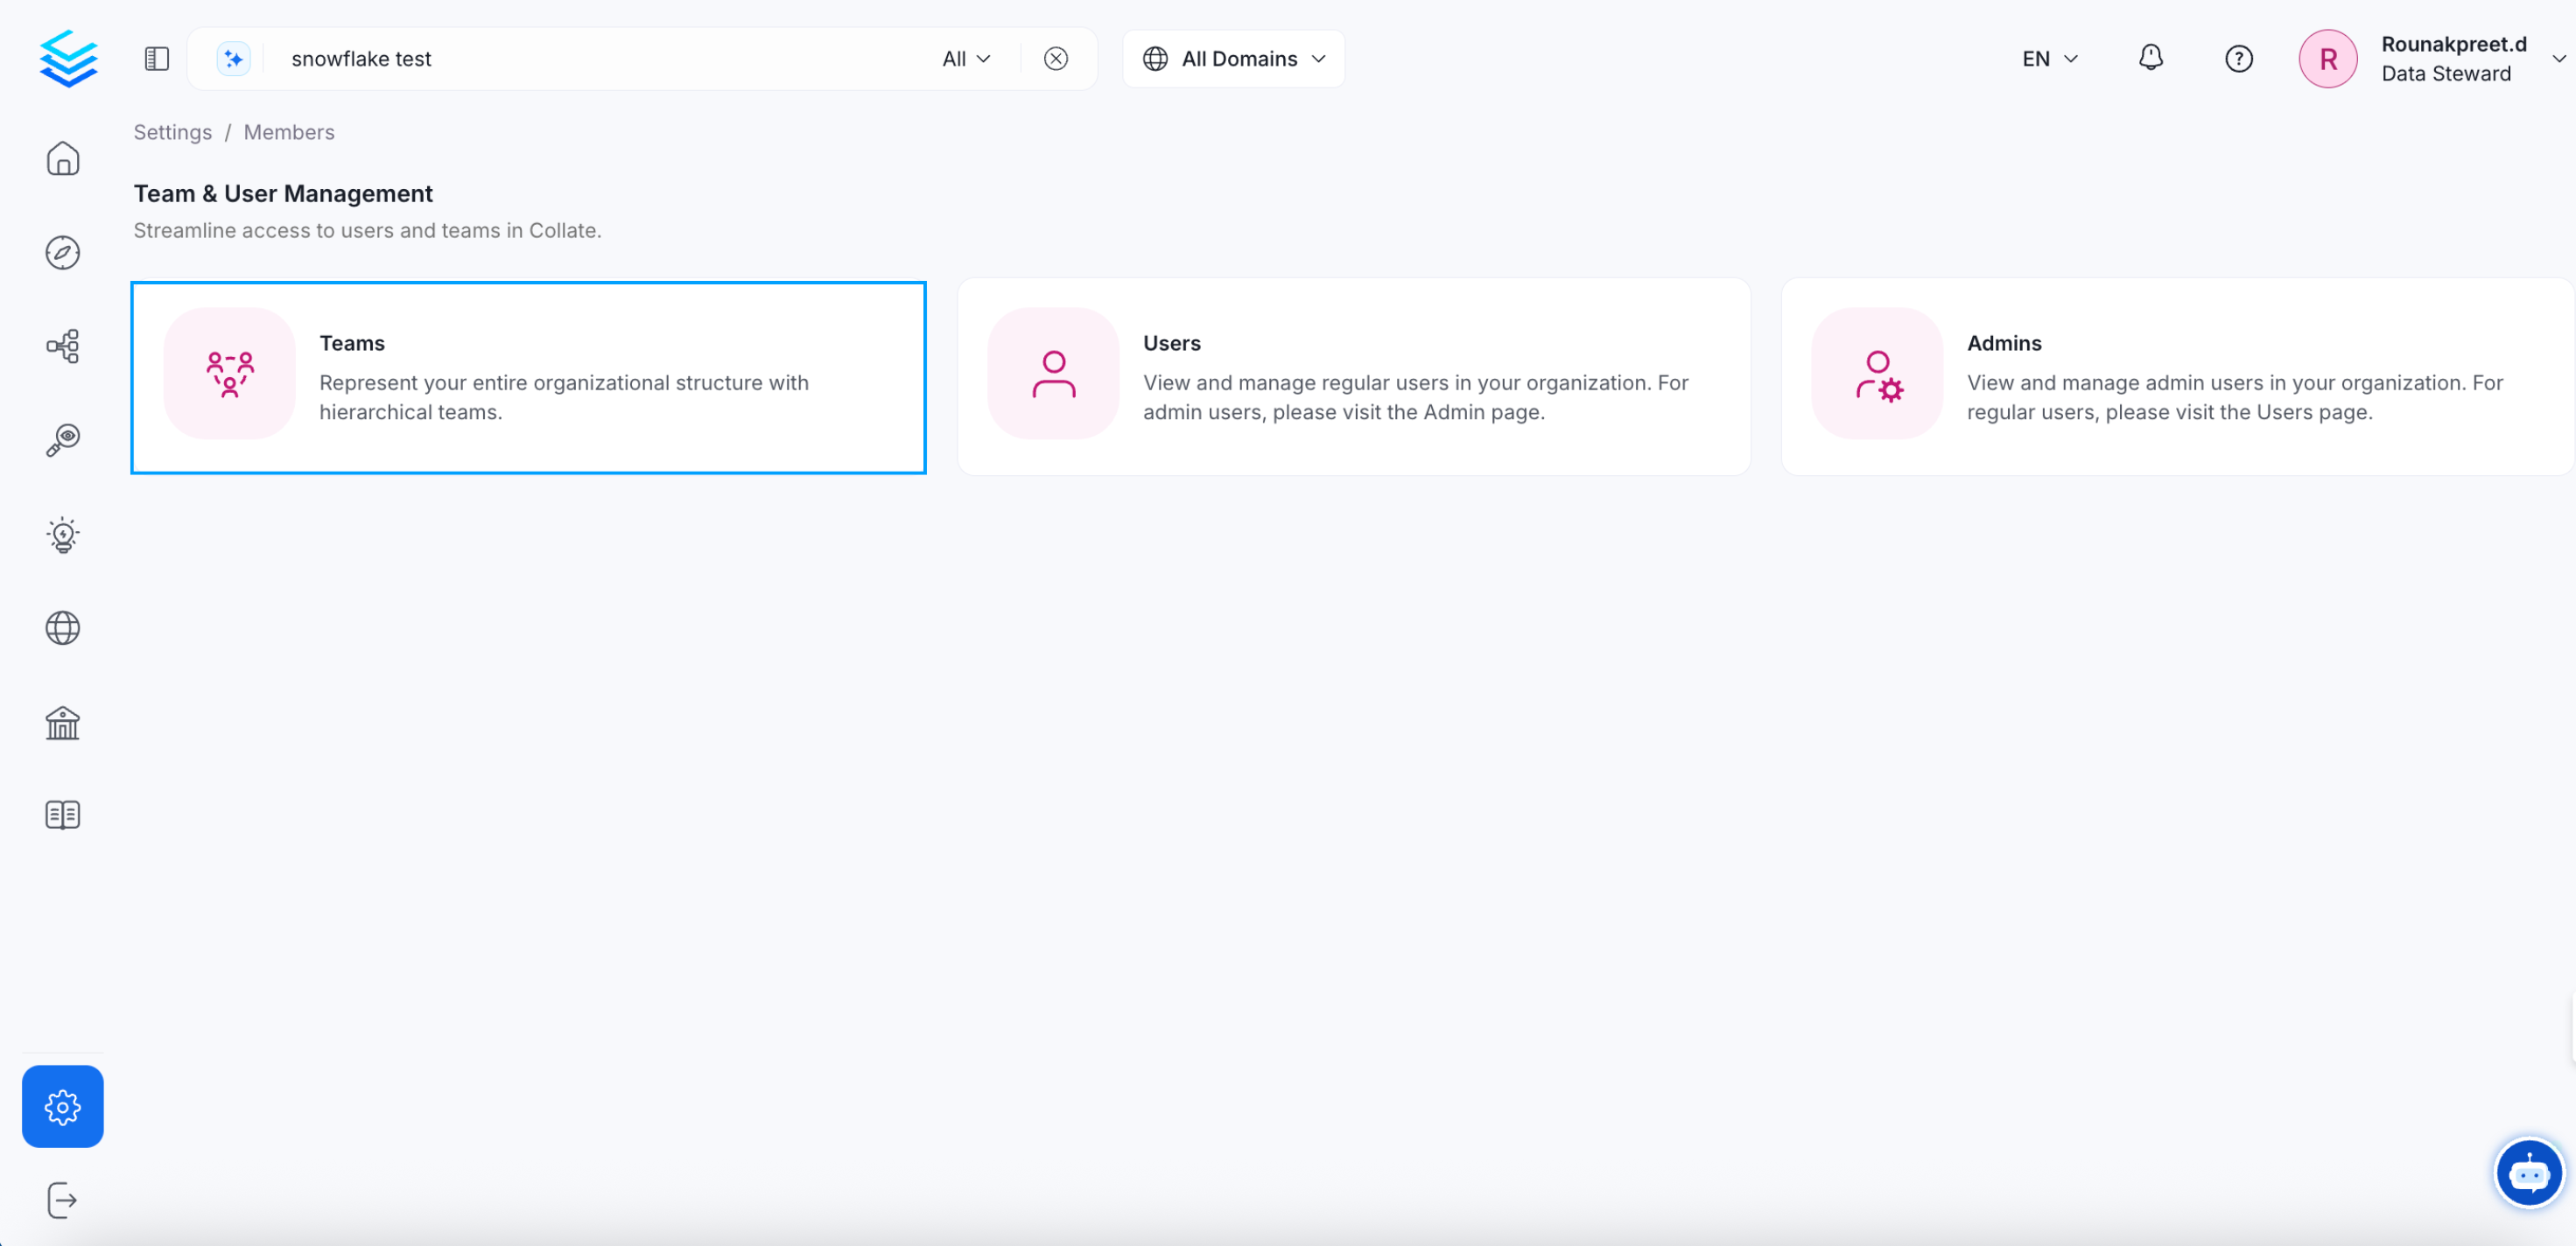 snowflake test
All
All Domains
EN
R
Rounakpreet.d
Data Steward
Settings / Members
Team & User Management
Streamline access to users and teams in Collate.
Teams
Represent your entire organizational structure with
hierarchical teams.
Users
View and manage regular users in your organization. For
admin users, please visit the Admin page.
Admins
View and manage admin users in your organization. For
regular users, please visit the Users page.